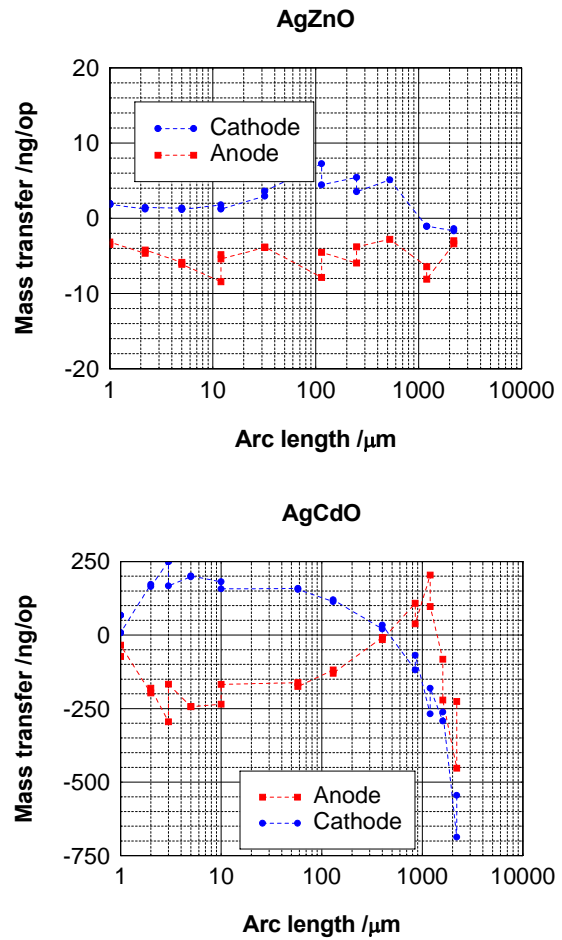 AgZnO
Mass transfer /ng/op
20
10
0
-10
-20
Cathode
Anode
1
10
100
1000
10000
Arc length /μm
AgCdO
Mass transfer /ng/op
250
0
-250
-500
-750
Anode
Cathode
1
10
100
1000
10000
Arc length /μm